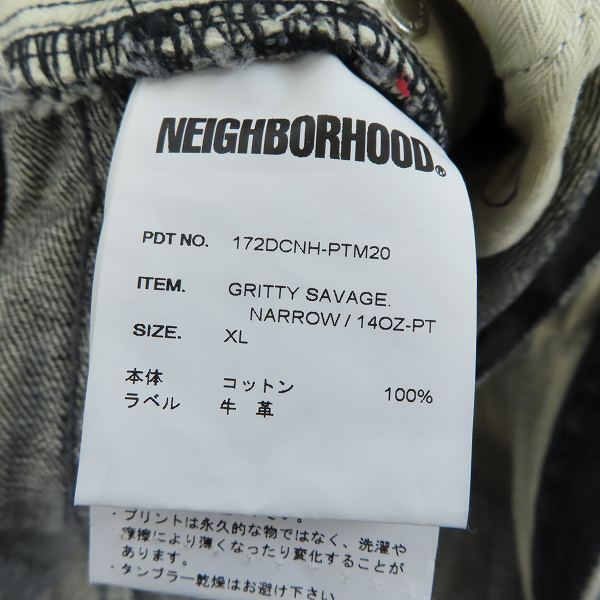 NEIGHBORHOOD®
PDT NO. 172DCNH-PTM20
ITEM. GRITTY SAVAGE.
NARROW / 14OZ-PT
SIZE. XL
本体 コットン 100%
ラベル 牛革
・プリントは永久的な物ではなく、洗濯や
摩擦により薄くなったり変化することが
あります。
・タンブラー乾燥はお避け下さい